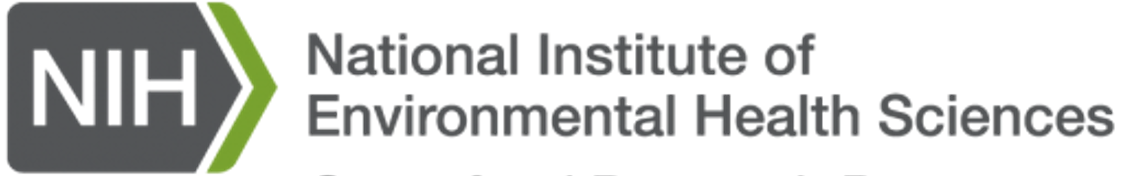 NIH
National Institute of
Environmental Health Sciences